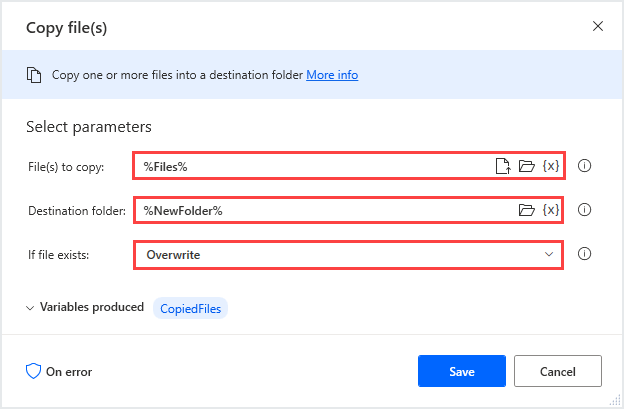 Copy file(s)
Copy one or more files into a destination folder More info
Select parameters
File(s) to copy: %Files% {x}
Destination folder: %NewFolder% {x}
If file exists: Overwrite
Variables produced CopiedFiles
On error Save Cancel